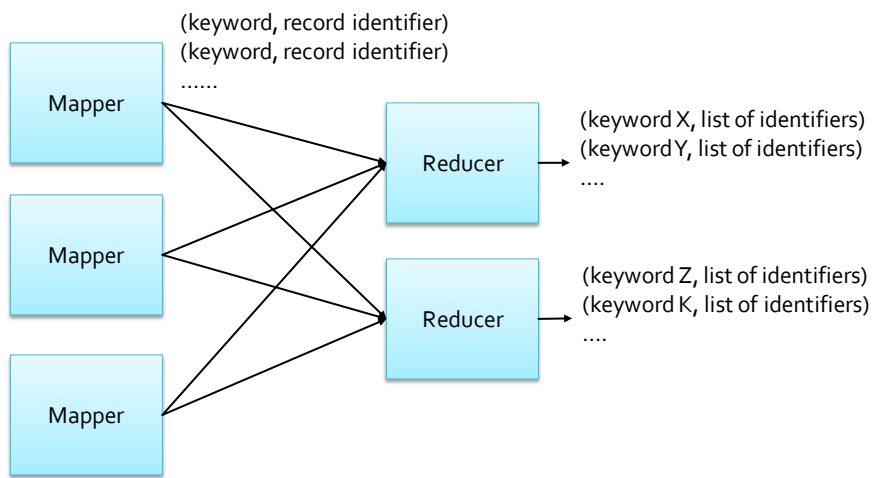 (keyword, record identifier)
(keyword, record identifier)
......
Mapper
Mapper
Mapper
Reducer
Reducer
(keyword X, list of identifiers)
(keyword Y, list of identifiers)
....
(keyword Z, list of identifiers)
(keyword K, list of identifiers)
....